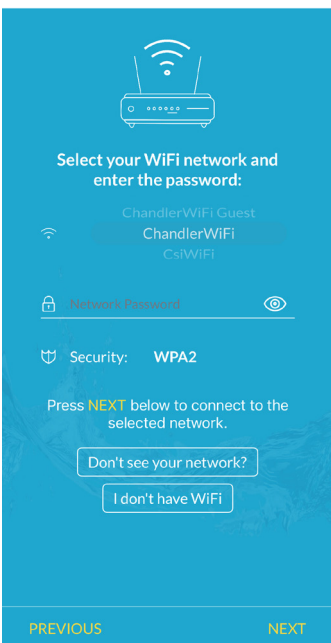 Select your WiFi network and
enter the password:
ChandlerWiFi Guest
ChandlerWiFi
CsiWiFi
Network Password
Security: WPA2
Press NEXT below to connect to the
selected network.
Don't see your network?
I don't have WiFi
PREVIOUS NEXT